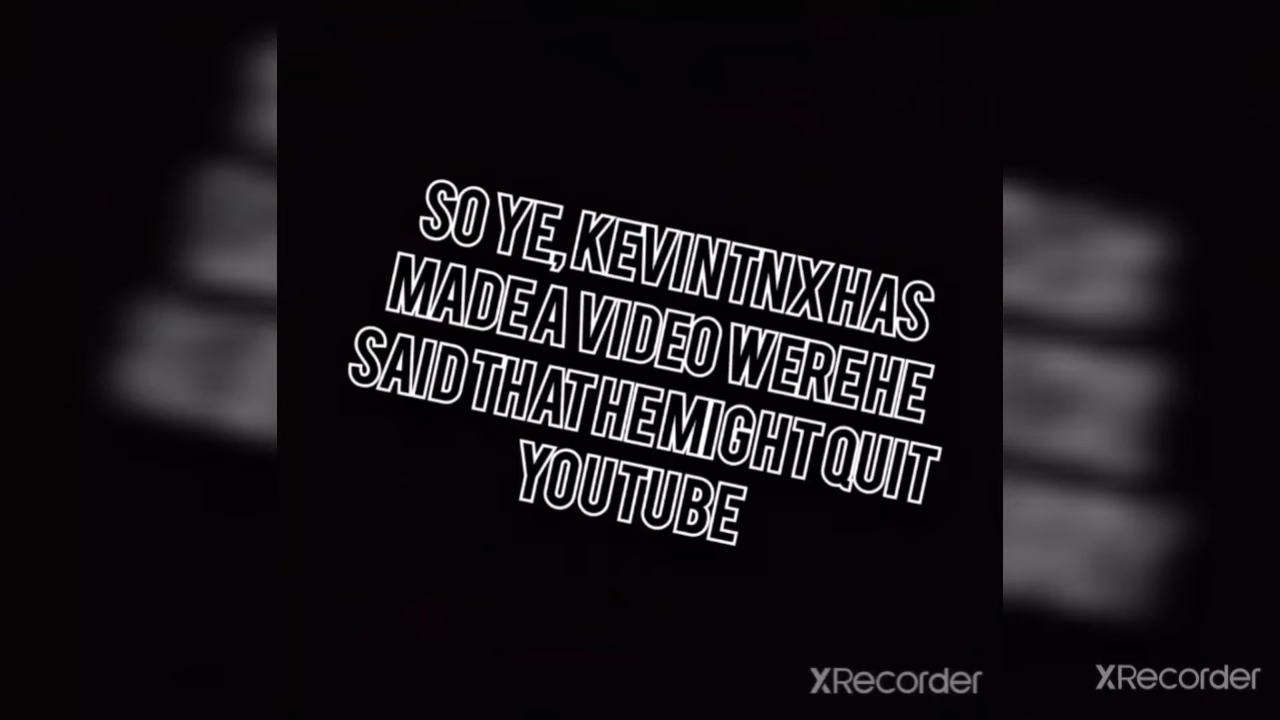 SO YE, KEVINTNX HAS
MADE A VIDEO WERE HE
SAID THAT HE MIGHT QUIT
YOUTUBE
XRecorder
XRecorder